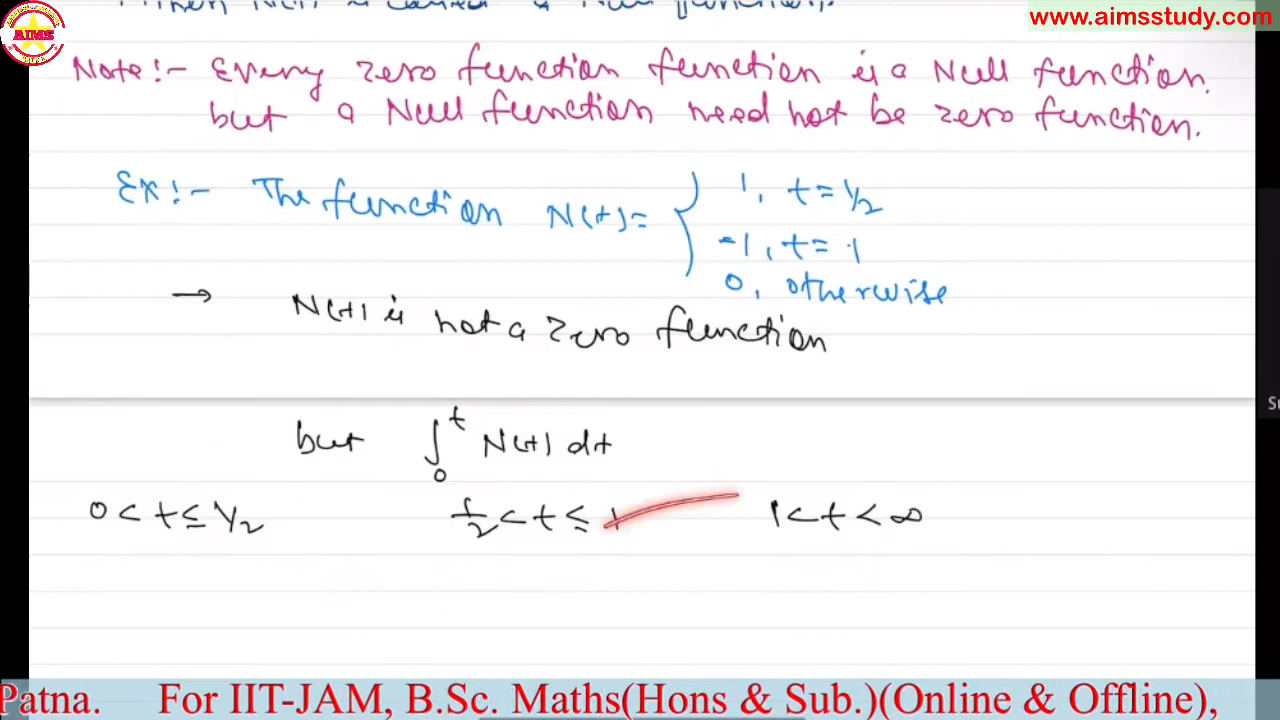 www.aimsstudy.com
AIMS
Note:- Every zero function function is a Null function.
but a Null function need not be zero function.
Ex:- The function N(t)= { 1, t=1/2
-1, t=1
0, otherwise
→ N(t) is not a zero function
but ∫₀ᵗ N(t) dt
0 < t ≤ 1/2 1/2 < t ≤ 1 1 < t < ∞
Patna. For IIT-JAM, B.Sc. Maths(Hons & Sub.)(Online & Offline),